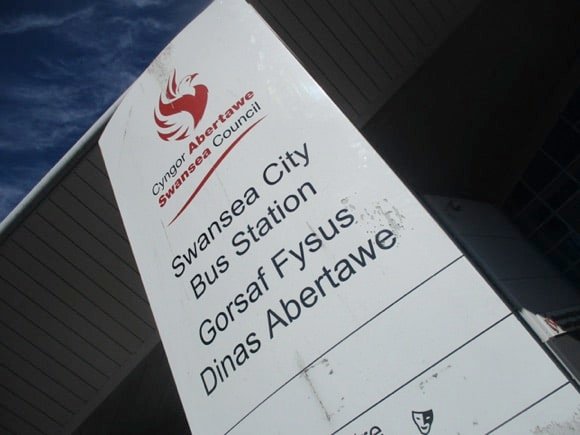 Cyngor Abertawe
Swansea Council
Swansea City
Bus Station
Gorsaf Fysus
Dinas Abertawe